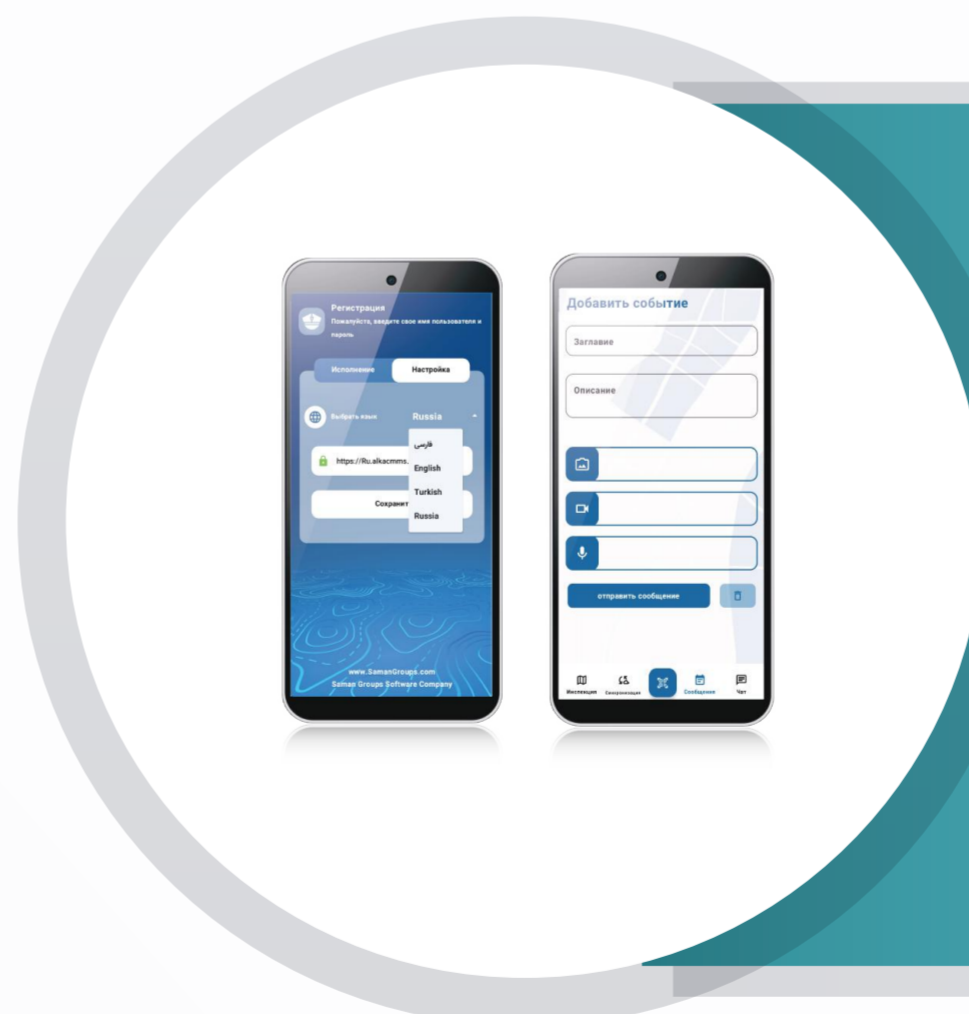 Регистрация
Пожалуйста, введите свое имя пользователя и
пароль
Исполнение
Настройка
Выбрать язык
Russia
https://Ru.alkacmms.
Сохранит
فارسی
English
Turkish
Russia
www.SamanGroups.com
Saman Groups Software Company
Добавить событие
Заглавие
Описание
отправить сообщение
Инспекция
Синхронизация
Сообщение
Чат